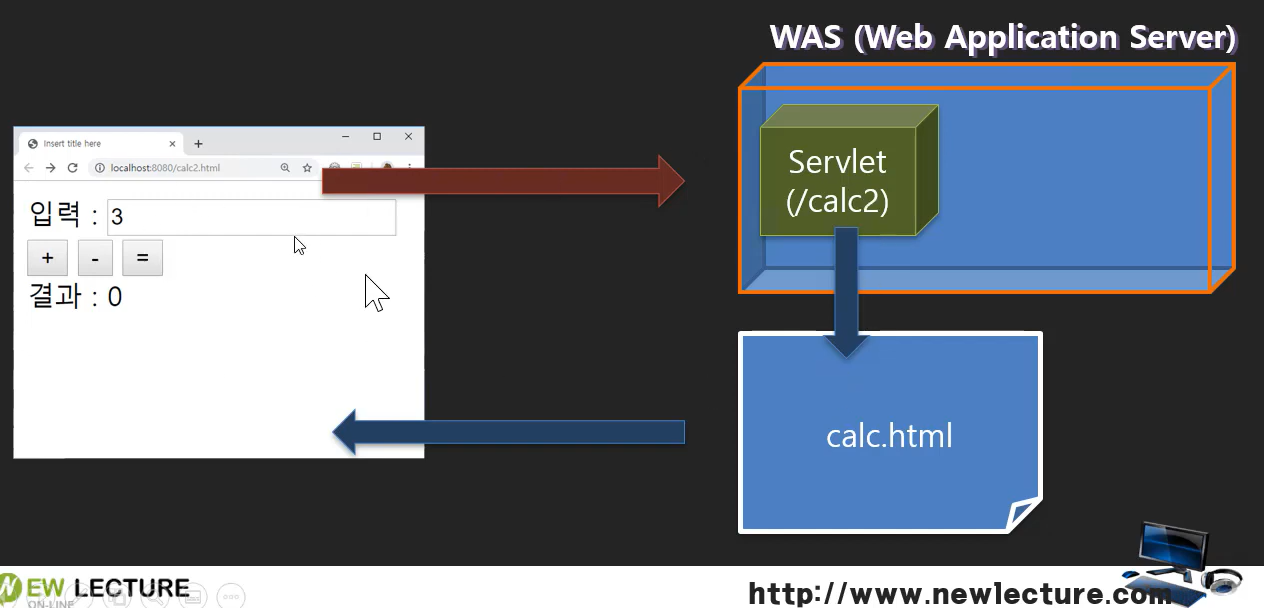 WAS (Web Application Server)
Insert title here
localhost:8080/calc2.html
입력 : 3
+ - =
결과 : 0
Servlet
(/calc2)
calc.html
NEW LECTURE
ON-LINE
http://www.newlecture.com